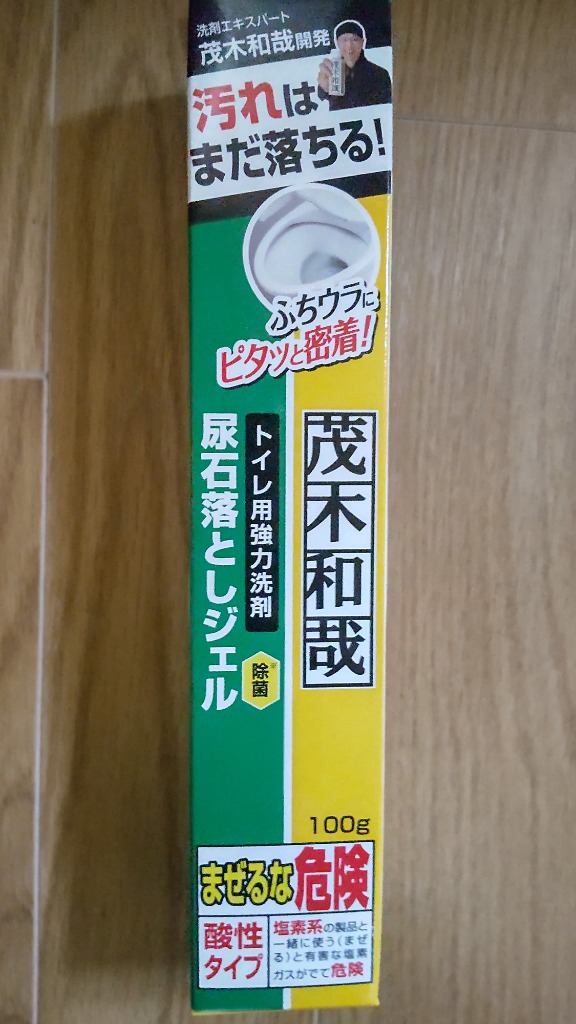 洗剤エキスパート
茂木和哉開発
汚れは
まだ落ちる!
ふちウラに
ピタッと密着!
茂木和哉
トイレ用強力洗剤
尿石落としジェル
※
除菌
100g
まぜるな危険
酸性
タイプ
塩素系の製品と
一緒に使う(まぜ
る)と有害な塩素
ガスがでて危険